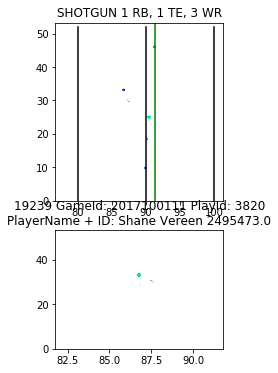 SHOTGUN 1 RB, 1 TE, 3 WR
50
40
30
20
10
0
80 85 90 95 100
19239 GameId: 2017100111 PlayId: 3820
PlayerName + ID: Shane Vereen 2495473.0
40
20
0
82.5 85.0 87.5 90.0